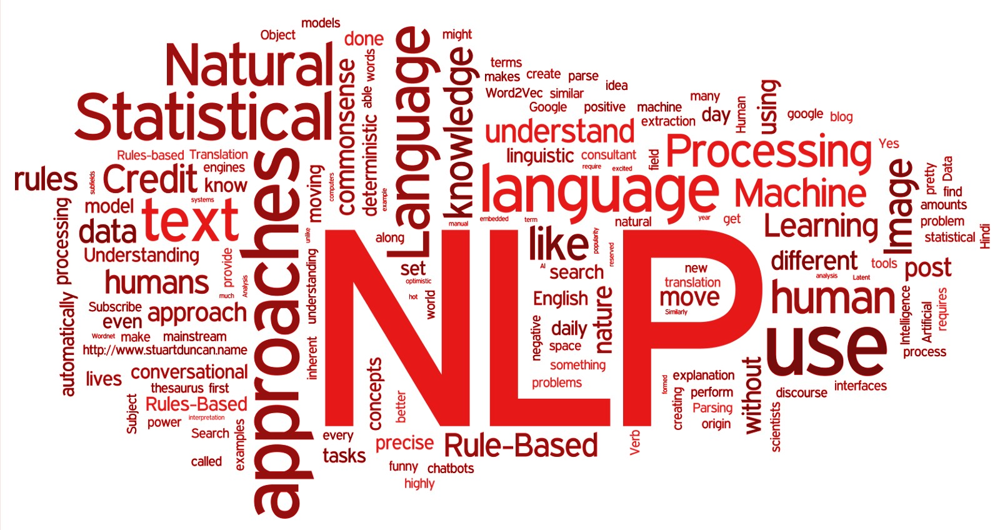 models
Object
done
might
Natural
Statistical
commonsense
words
able
deterministic
example
Language
knowledge
terms
makes create parse
idea
Word2Vec similar
Google positive machine
many
extraction
day
Human
using
google blog
understand
linguistic consultant
field
require excited
Processing
Yes
Rules-based Translation
rules
subfields
Credit
engines
know
systems
approaches
moving
computers
language
Machine
Image
pretty
Data
find
amounts
problem
statistical
Hindi
processing
model
text
data
Understanding
provide
humans
much
Analysis
unlike
understanding
manual
embedded term
natural
year get
Learning
along
NLP
like
popularity
reserved
AI
search
set
optimistic
hot
world
English
nature
negative
daily
space
something
problems
new
translation
move
Similarly
different tools
analysis Latent
post
human
Intelligence
Artificial
requires
process
use
interfaces
automatically
Subscribe
even
approach
Wordnet make mainstream
http://www.stuartduncan.name
inherent
lives
conversational
thesaurus first
Subject
Rules-Based
interpretation
power
Search
examples
called
concepts
better
every
tasks
precise
Rule-Based
funny chatbots
highly
formed
explanation
creating
perform
Parsing
origin
Verb
without
discourse
scientists